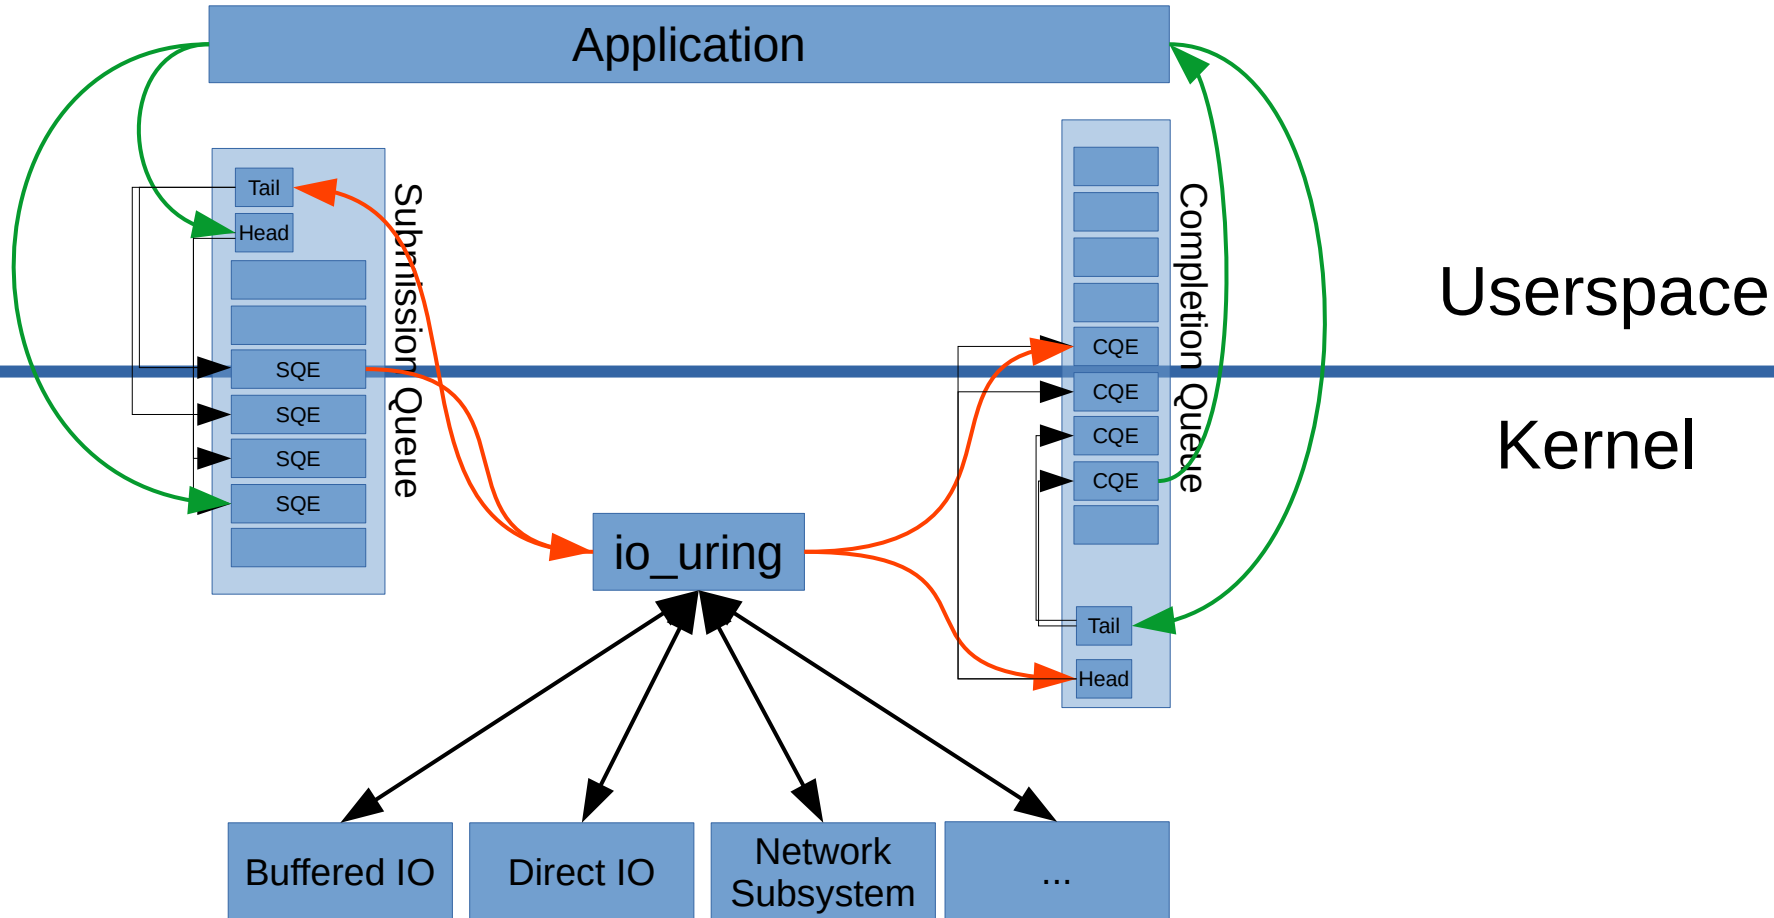 Application
Tail
Head
SQE
SQE
SQE
SQE
Submission Queue
io_uring
CQE
CQE
CQE
CQE
Tail
Head
Completion Queue
Userspace
Kernel
Buffered IO
Direct IO
Network
Subsystem
...